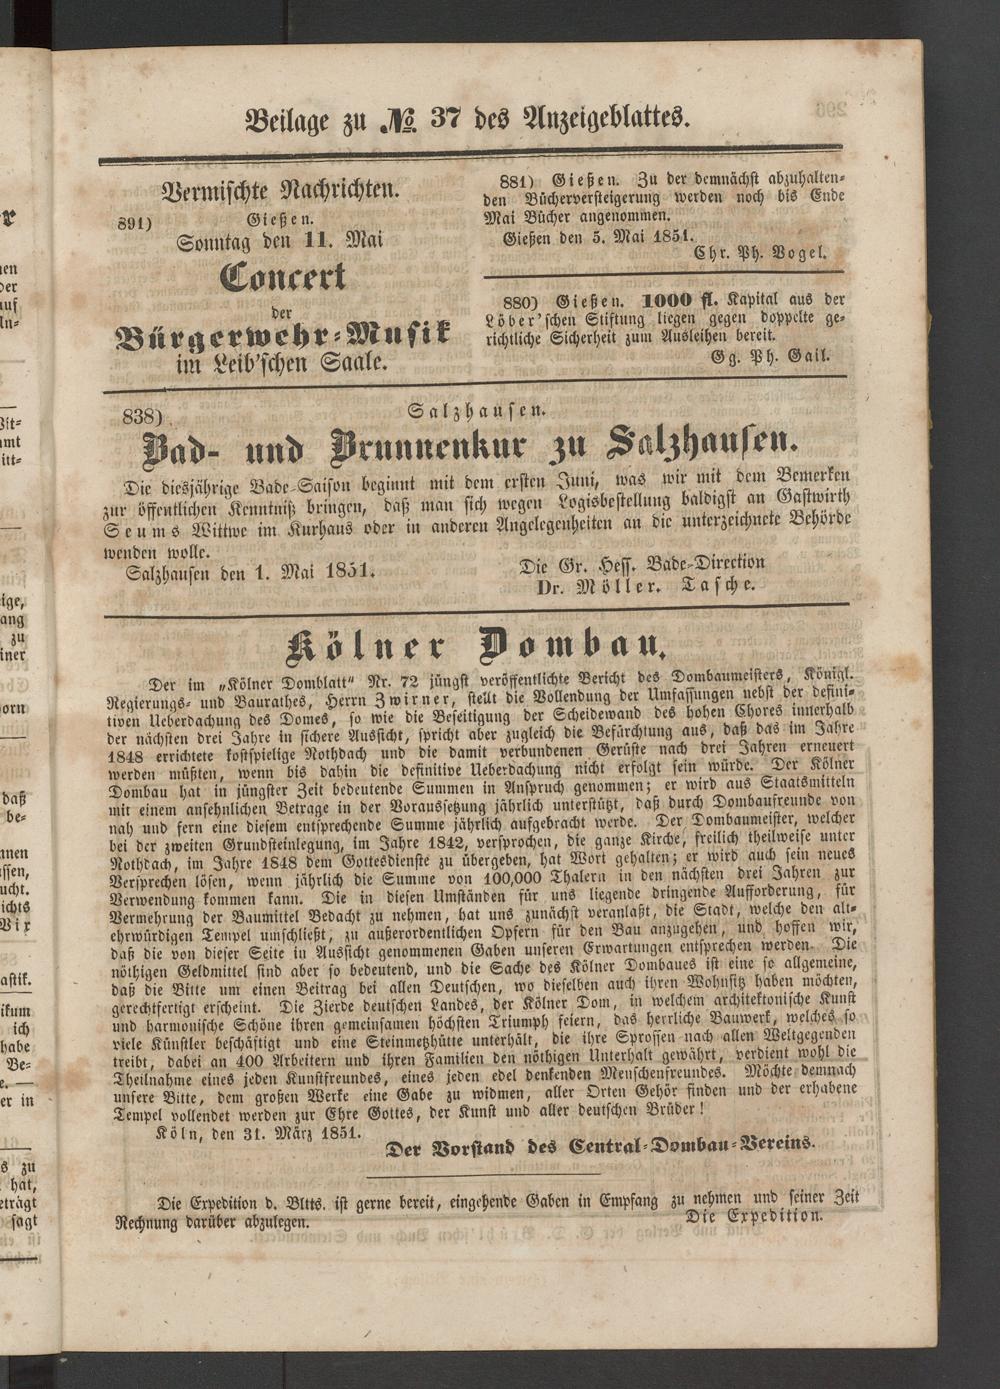 Beilage zu №. 37 des Anzeigeblattes.
Vermischte Nachrichten.
891) Gießen.
Sonntag den 11. Mai
Concert
der
Bürgerwehr-Musik
im Leib'schen Saale.
881) Gießen. Zu der demnächst abzuhalten-
den Bücherversteigerung werden noch bis Ende
Mai Bücher angenommen.
Gießen den 5. Mai 1851.
Chr. Ph. Vogel.
880) Gießen. 1000 fl. Kapital aus der
Löber'schen Stiftung liegen gegen doppelte ge-
richtliche Sicherheit zum Ausleihen bereit.
Gg. Ph. Gail.
838) Salzhausen.
Bad- und Brunnenkur zu Salzhausen.
Die diesjährige Bade-Saison beginnt mit dem ersten Juni, was wir mit dem Bemerken
zur öffentlichen Kenntniß bringen, daß man sich wegen Logisbestellung baldigst an Gastwirth
Seums Wittwe im Kurhaus oder in anderen Angelegenheiten an die unterzeichnete Behörde
wenden wolle.
Salzhausen den 1. Mai 1851.
Die Gr. Hess. Bade-Direction
Dr. Möller. Tasche.
Kölner Dombau.
Der im „Kölner Domblatt" Nr. 72 jüngst veröffentlichte Bericht des Dombaumeisters, Königl.
Regierungs- und Baurathes, Herrn Zwirner, stellt die Vollendung der Umfassungen nebst der defini-
tiven Ueberdachung des Domes, so wie die Beseitigung der Scheidewand des hohen Chores innerhalb
der nächsten drei Jahre in sichere Aussicht, spricht aber zugleich die Befürchtung aus, daß das im Jahre
1848 errichtete kostspielige Nothdach und die damit verbundenen Gerüste nach drei Jahren erneuert
werden müßten, wenn bis dahin die definitive Ueberdachung nicht erfolgt sein würde. Der Kölner
Dombau hat in jüngster Zeit bedeutende Summen in Anspruch genommen; er wird aus Staatsmitteln
mit einem ansehnlichen Betrage in der Voraussetzung jährlich unterstützt, daß durch Dombaufreunde von
nah und fern eine diesem entsprechende Summe jährlich aufgebracht werde. Der Dombaumeister, welcher
bei der zweiten Grundsteinlegung, im Jahre 1842, versprochen, die ganze Kirche, freilich theilweise unter
Nothdach, im Jahre 1848 dem Gottesdienste zu übergeben, hat Wort gehalten; er wird auch sein neues
Versprechen lösen, wenn jährlich die Summe von 100,000 Thalern in den nächsten drei Jahren zur
Verwendung kommen kann. Die in diesen Umständen für uns liegende dringende Aufforderung, für
Vermehrung der Baumittel Bedacht zu nehmen, hat uns zunächst veranlaßt, die Stadt, welche den alt-
ehrwürdigen Tempel umschließt, zu außerordentlichen Opfern für den Bau anzugehen, und hoffen wir,
daß die von dieser Seite in Aussicht genommenen Gaben unseren Erwartungen entsprechen werden. Die
nöthigen Geldmittel sind aber so bedeutend, und die Sache des Kölner Dombaues ist eine so allgemeine,
daß die Bitte um einen Beitrag bei allen Deutschen, wo dieselben auch ihren Wohnsitz haben möchten,
gerechtfertigt erscheint. Die Zierde deutschen Landes, der Kölner Dom, in welchem architektonische Kunst
und harmonische Schöne ihren gemeinsamen höchsten Triumph feiern, das herrliche Bauwerk, welches so
viele Künstler beschäftigt und eine Steinmetzhütte unterhält, die ihre Sprossen nach allen Weltgegenden
treibt, dabei an 400 Arbeitern und ihren Familien den nöthigen Unterhalt gewährt, verdient wohl die
Theilnahme eines jeden Kunstfreundes, eines jeden edel denkenden Menschenfreundes. Möchte demnach
unsere Bitte, dem großen Werke eine Gabe zu widmen, aller Orten Gehör finden und der erhabene
Tempel vollendet werden zur Ehre Gottes, der Kunst und aller deutschen Brüder!
Köln, den 31. März 1851.
Der Vorstand des Central-Dombau-Vereins.
Die Expedition d. Bltts. ist gerne bereit, eingehende Gaben in Empfang zu nehmen und seiner Zeit
Rechnung darüber abzulegen.
Die Expedition.